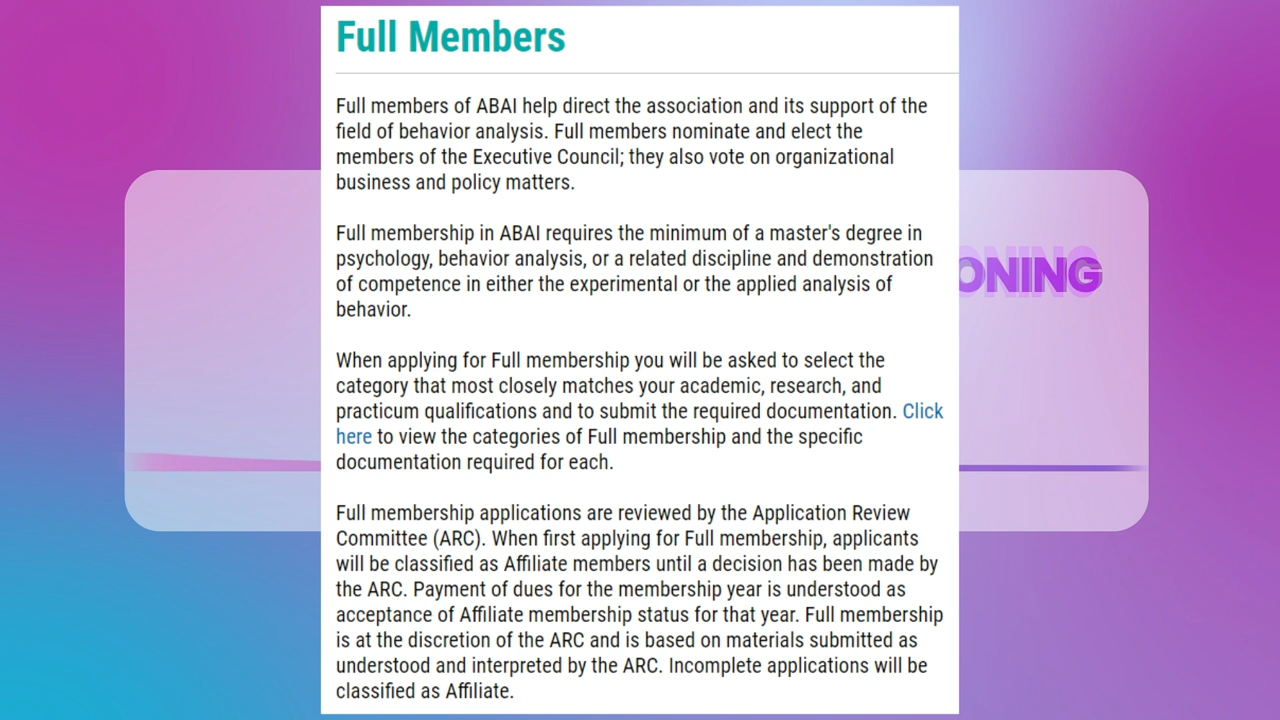 Full Members
Full members of ABAI help direct the association and its support of the
field of behavior analysis. Full members nominate and elect the
members of the Executive Council; they also vote on organizational
business and policy matters.
Full membership in ABAI requires the minimum of a master's degree in
psychology, behavior analysis, or a related discipline and demonstration
of competence in either the experimental or the applied analysis of
behavior.
When applying for Full membership you will be asked to select the
category that most closely matches your academic, research, and
practicum qualifications and to submit the required documentation. Click
here to view the categories of Full membership and the specific
documentation required for each.
Full membership applications are reviewed by the Application Review
Committee (ARC). When first applying for Full membership, applicants
will be classified as Affiliate members until a decision has been made by
the ARC. Payment of dues for the membership year is understood as
acceptance of Affiliate membership status for that year. Full membership
is at the discretion of the ARC and is based on materials submitted as
understood and interpreted by the ARC. Incomplete applications will be
classified as Affiliate.